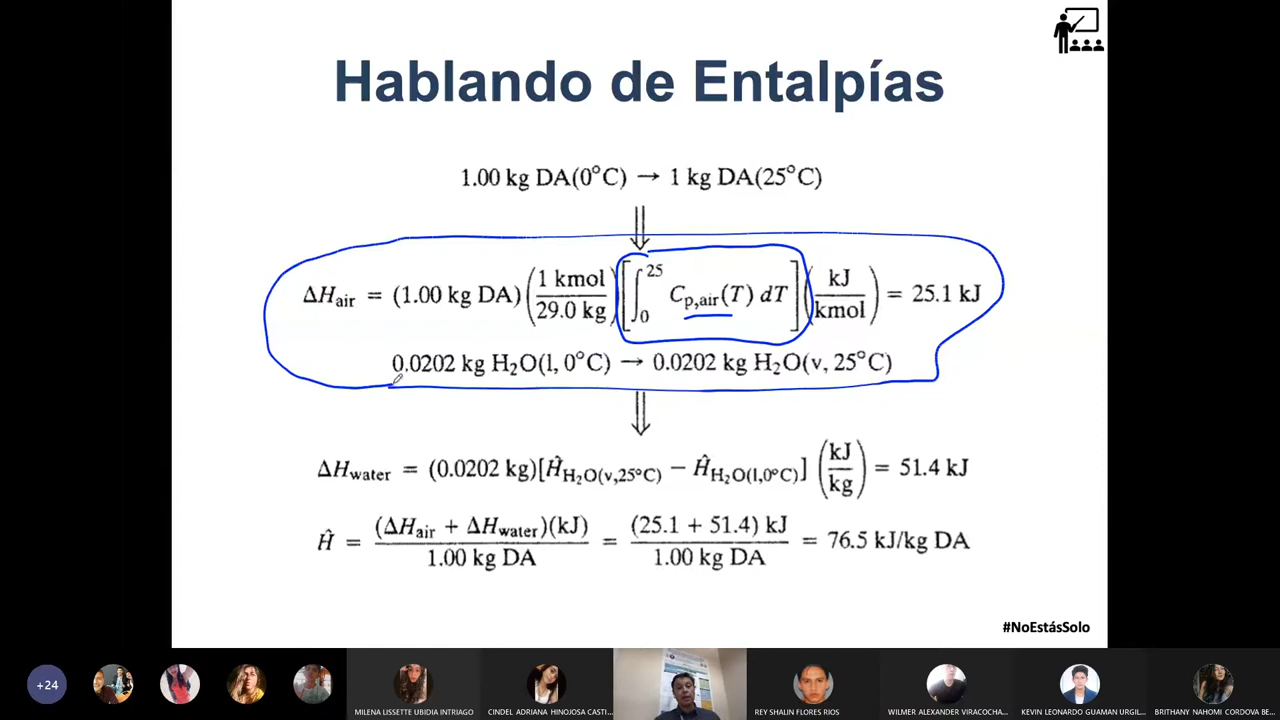 Hablando de Entalpías
1.00 kg DA(0°C) → 1 kg DA(25°C)
ΔH_air = (1.00 kg DA) (1 kmol / 29.0 kg) [∫_0^25 C_p,air(T) dT] (kJ / kmol) = 25.1 kJ
0.0202 kg H₂O(l, 0°C) → 0.0202 kg H₂O(v, 25°C)
ΔH_water = (0.0202 kg)[Ĥ_H₂O(v,25°C) − Ĥ_H₂O(l,0°C)] (kJ / kg) = 51.4 kJ
Ĥ = (ΔH_air + ΔH_water)(kJ) / 1.00 kg DA = (25.1 + 51.4) kJ / 1.00 kg DA = 76.5 kJ/kg DA
#NoEstásSolo
+24
MILENA LISSETTE UBIDIA INTRIAGO
CINDEL ADRIANA HINOJOSA CASTI...
REY SHALIN FLORES RIOS
WILMER ALEXANDER VIRACOCHA...
KEVIN LEONARDO GUAMAN URGIL...
BRITHANY NAHOMI CORDOVA BE...